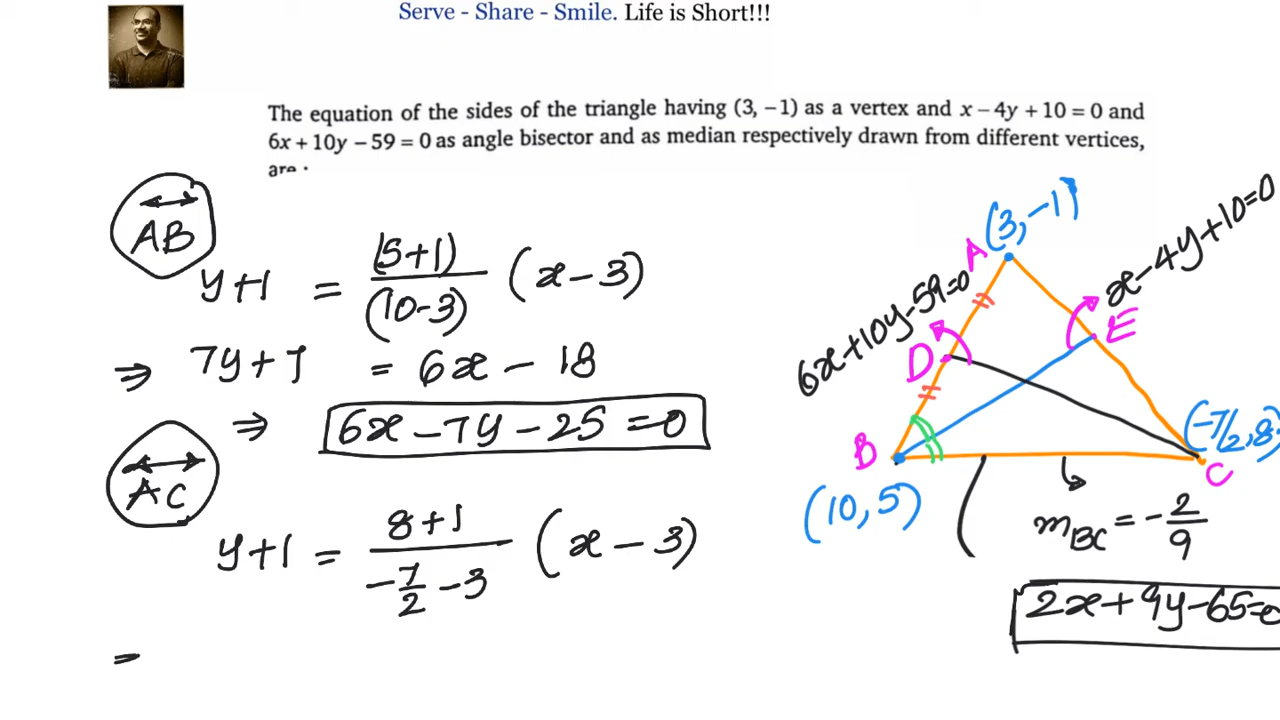 Serve - Share - Smile. Life is Short!!!
The equation of the sides of the triangle having (3, −1) as a vertex and x − 4y + 10 = 0 and
6x + 10y − 59 = 0 as angle bisector and as median respectively drawn from different vertices,
are
AB
y+1 = (5+1)/(10-3) (x-3)
⇒ 7y+7 = 6x - 18
⇒ 6x - 7y - 25 = 0
AC
y+1 = (8+1)/(-7/2 - 3) (x-3)
=
A (3, -1)
x-4y+10=0
6x+10y-59=0
D
E
B
(10, 5)
(-7/2, 8)
C
m_BC = -2/9
2x+9y-65=0